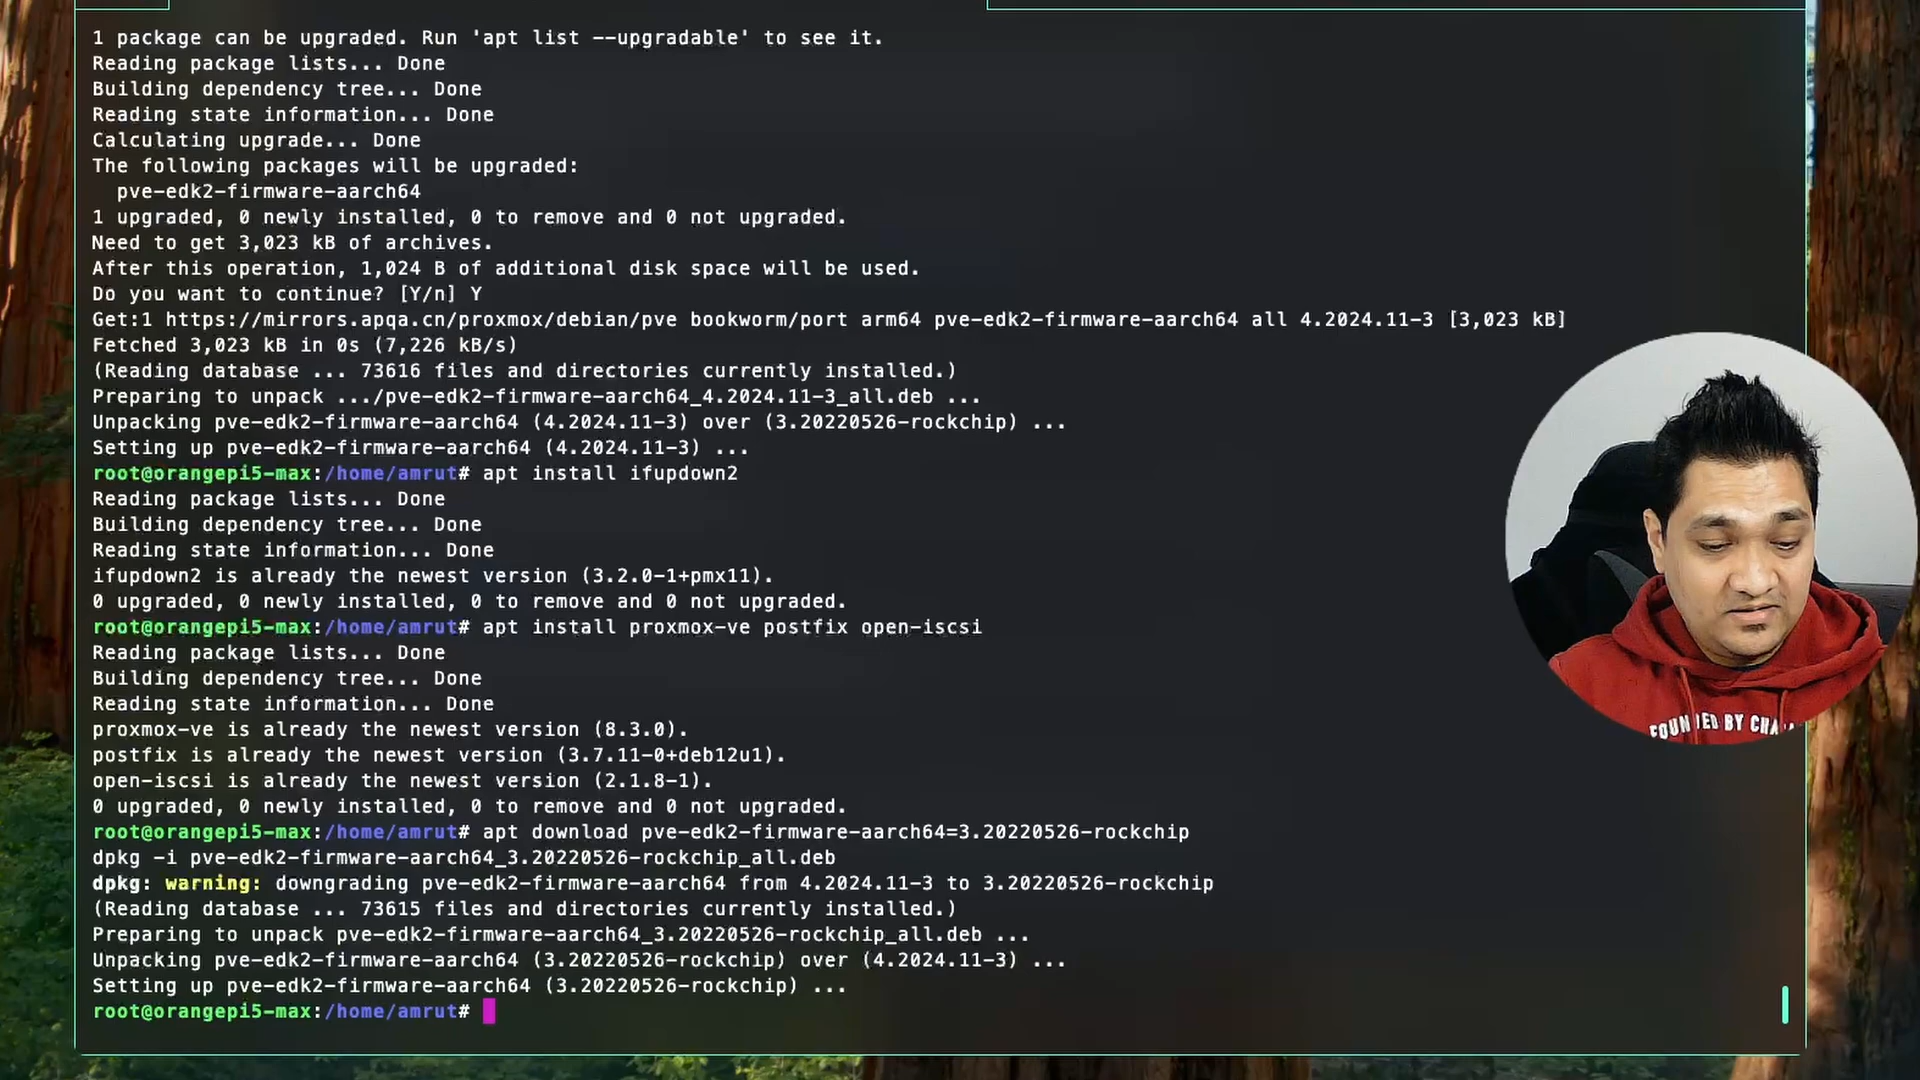 1 package can be upgraded. Run 'apt list --upgradable' to see it.
Reading package lists... Done
Building dependency tree... Done
Reading state information... Done
Calculating upgrade... Done
The following packages will be upgraded:
  pve-edk2-firmware-aarch64
1 upgraded, 0 newly installed, 0 to remove and 0 not upgraded.
Need to get 3,023 kB of archives.
After this operation, 1,024 B of additional disk space will be used.
Do you want to continue? [Y/n] Y
Get:1 https://mirrors.apqa.cn/proxmox/debian/pve bookworm/port arm64 pve-edk2-firmware-aarch64 all 4.2024.11-3 [3,023 kB]
Fetched 3,023 kB in 0s (7,226 kB/s)
(Reading database ... 73616 files and directories currently installed.)
Preparing to unpack .../pve-edk2-firmware-aarch64_4.2024.11-3_all.deb ...
Unpacking pve-edk2-firmware-aarch64 (4.2024.11-3) over (3.20220526-rockchip) ...
Setting up pve-edk2-firmware-aarch64 (4.2024.11-3) ...
root@orangepi5-max:/home/amrut# apt install ifupdown2
Reading package lists... Done
Building dependency tree... Done
Reading state information... Done
ifupdown2 is already the newest version (3.2.0-1+pmx11).
0 upgraded, 0 newly installed, 0 to remove and 0 not upgraded.
root@orangepi5-max:/home/amrut# apt install proxmox-ve postfix open-iscsi
Reading package lists... Done
Building dependency tree... Done
Reading state information... Done
proxmox-ve is already the newest version (8.3.0).
postfix is already the newest version (3.7.11-0+deb12u1).
open-iscsi is already the newest version (2.1.8-1).
0 upgraded, 0 newly installed, 0 to remove and 0 not upgraded.
root@orangepi5-max:/home/amrut# apt download pve-edk2-firmware-aarch64=3.20220526-rockchip
dpkg -i pve-edk2-firmware-aarch64_3.20220526-rockchip_all.deb
dpkg: warning: downgrading pve-edk2-firmware-aarch64 from 4.2024.11-3 to 3.20220526-rockchip
(Reading database ... 73615 files and directories currently installed.)
Preparing to unpack pve-edk2-firmware-aarch64_3.20220526-rockchip_all.deb ...
Unpacking pve-edk2-firmware-aarch64 (3.20220526-rockchip) over (4.2024.11-3) ...
Setting up pve-edk2-firmware-aarch64 (3.20220526-rockchip) ...
root@orangepi5-max:/home/amrut#
BY